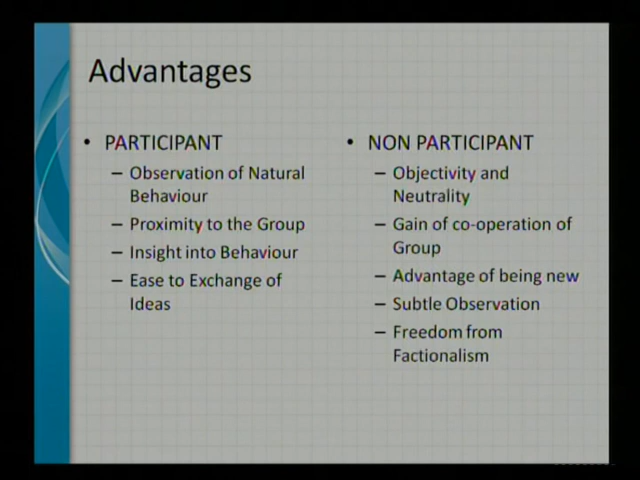 Advantages
• PARTICIPANT
– Observation of Natural
Behaviour
– Proximity to the Group
– Insight into Behaviour
– Ease to Exchange of
Ideas
• NON PARTICIPANT
– Objectivity and
Neutrality
– Gain of co-operation of
Group
– Advantage of being new
– Subtle Observation
– Freedom from
Factionalism